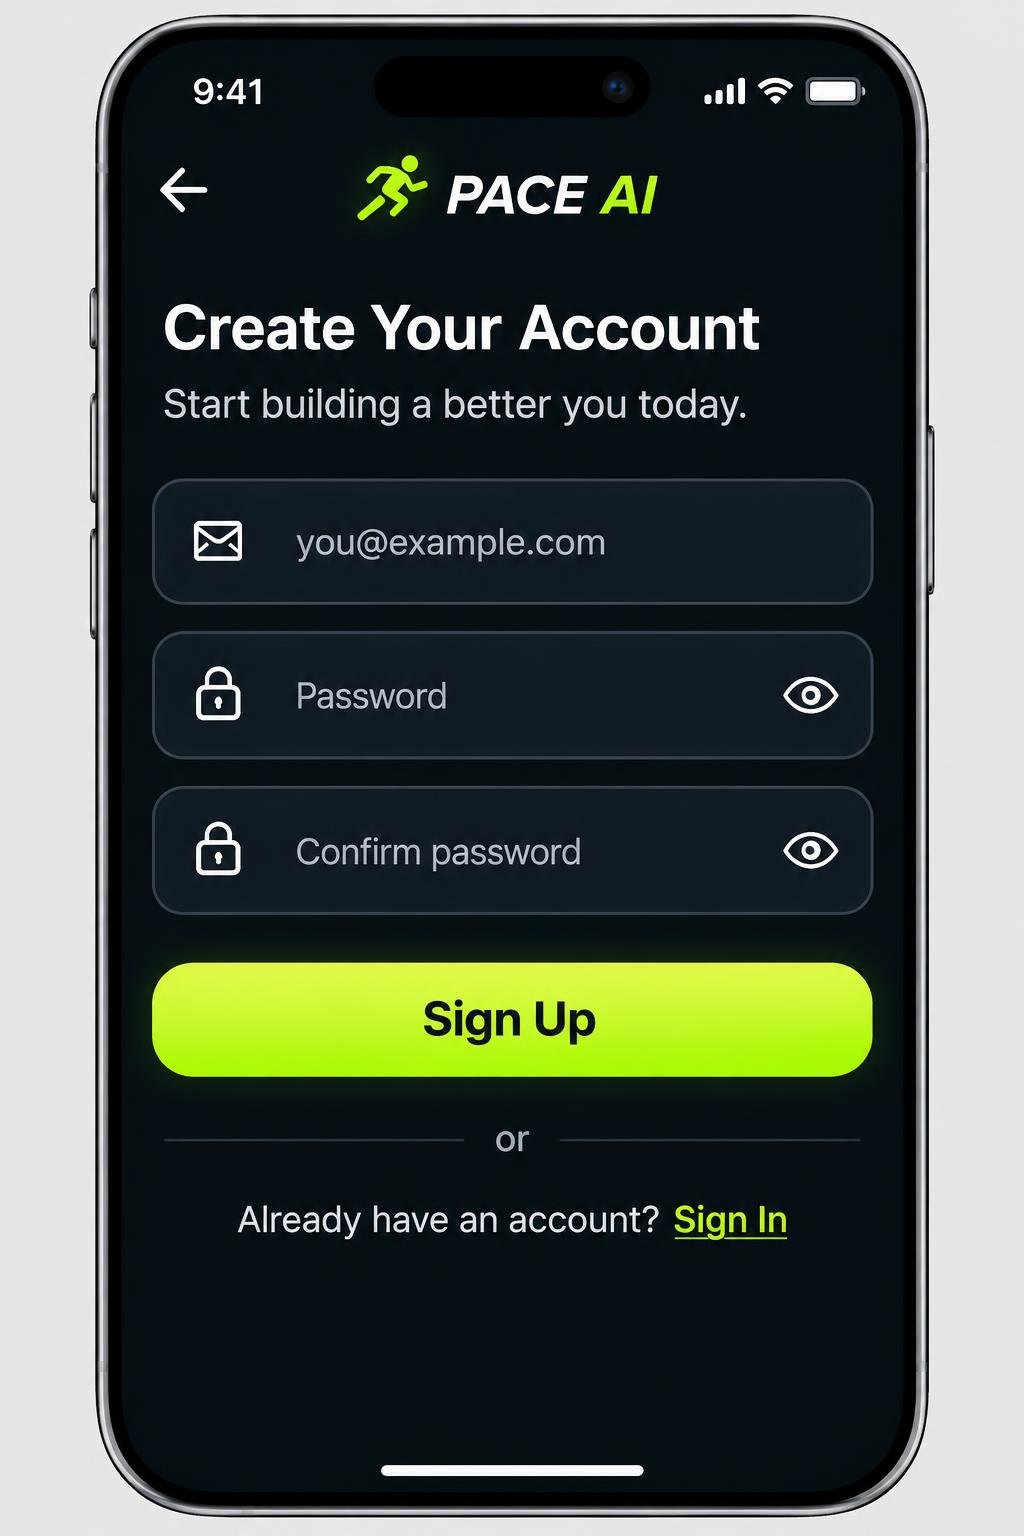 9:41
PACE AI
Create Your Account
Start building a better you today.
you@example.com
Password
Confirm password
Sign Up
or
Already have an account? Sign In